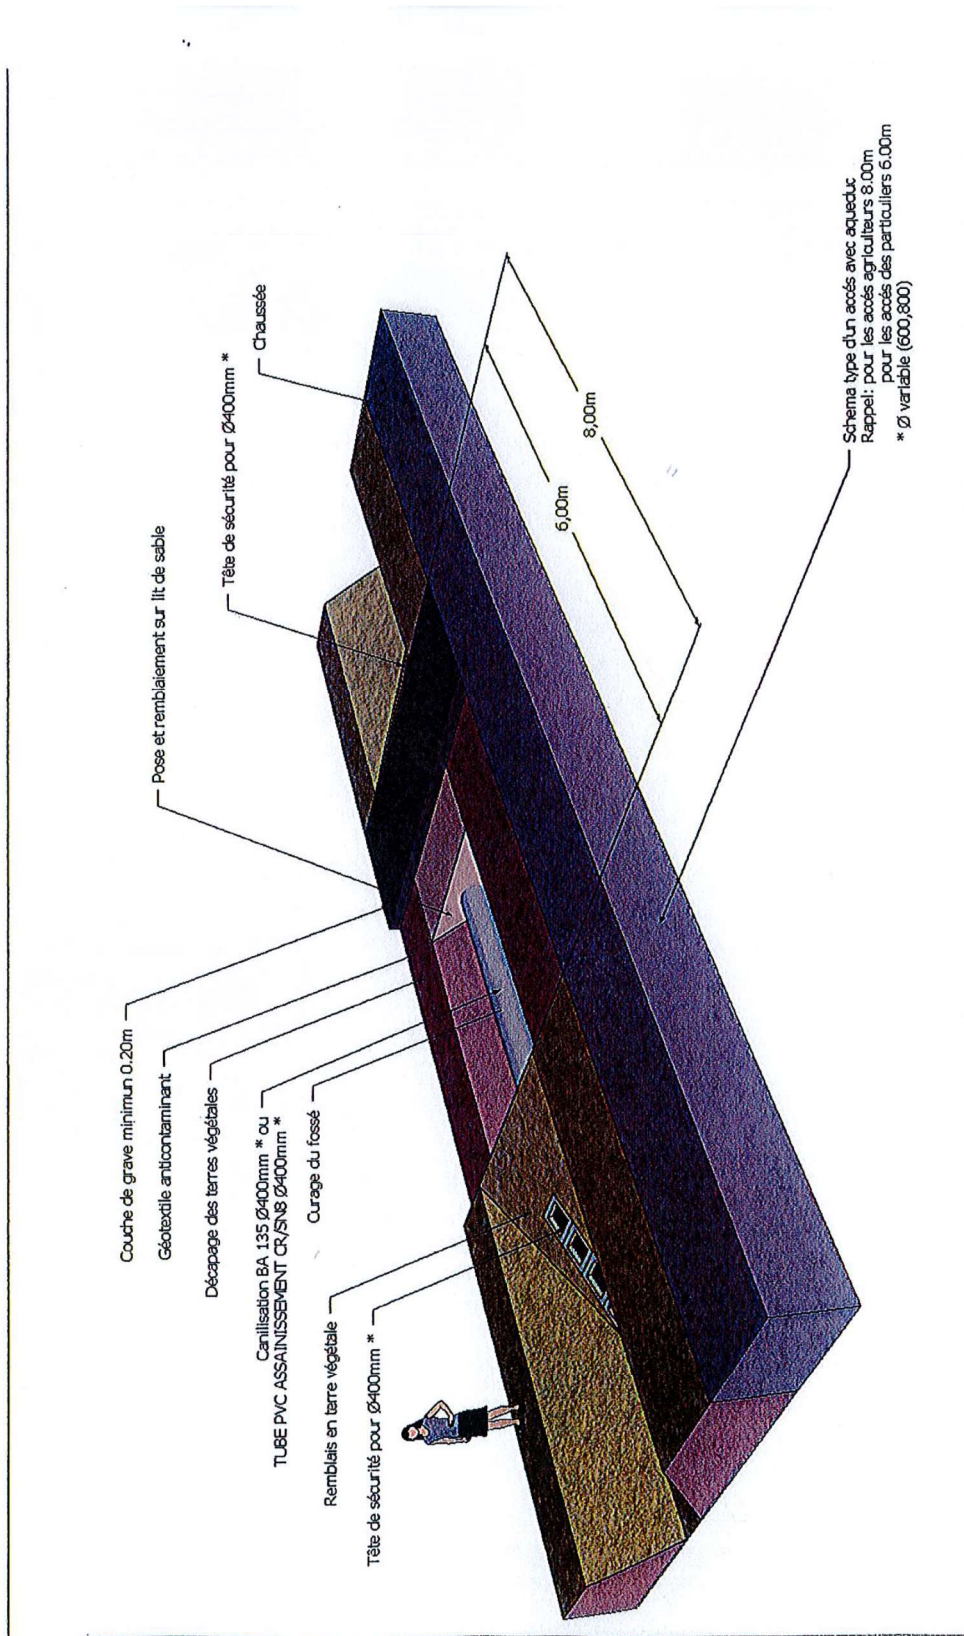 Couche de grave minimun 0.20m
Géotextile anticontaminant
Décapage des terres végétales
Canilisation BA 135 Ø400mm * ou
TUBE PVC ASSAINISSEMENT CR/SN8 Ø400mm *
Curage du fossé
Remblais en terre végétale
Tête de sécurité pour Ø400mm *
Pose et remblaiement sur lit de sable
Tête de sécurité pour Ø400mm *
Chaussée
6,00m
8,00m
Schema type d'un accés avec aqueduc
Rappel: pour les accés agriculteurs 8.00m
pour les accés des particuliers 6.00m
* Ø variable (600,800)